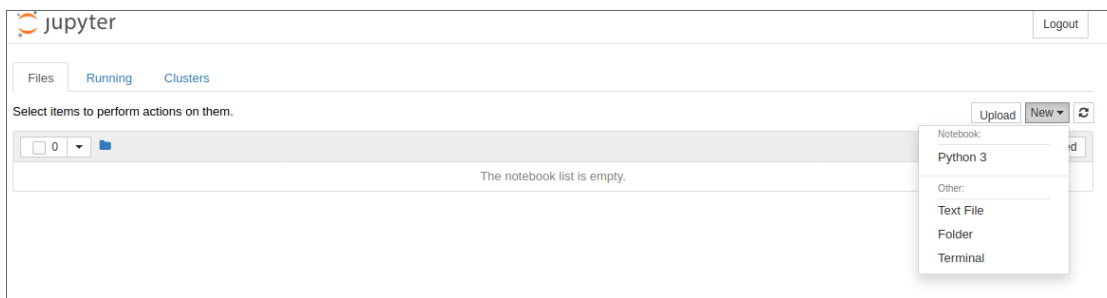 jupyter
Logout
Files Running Clusters
Select items to perform actions on them.
Upload New
Notebook:
0
Python 3
The notebook list is empty.
Other:
Text File
Folder
Terminal